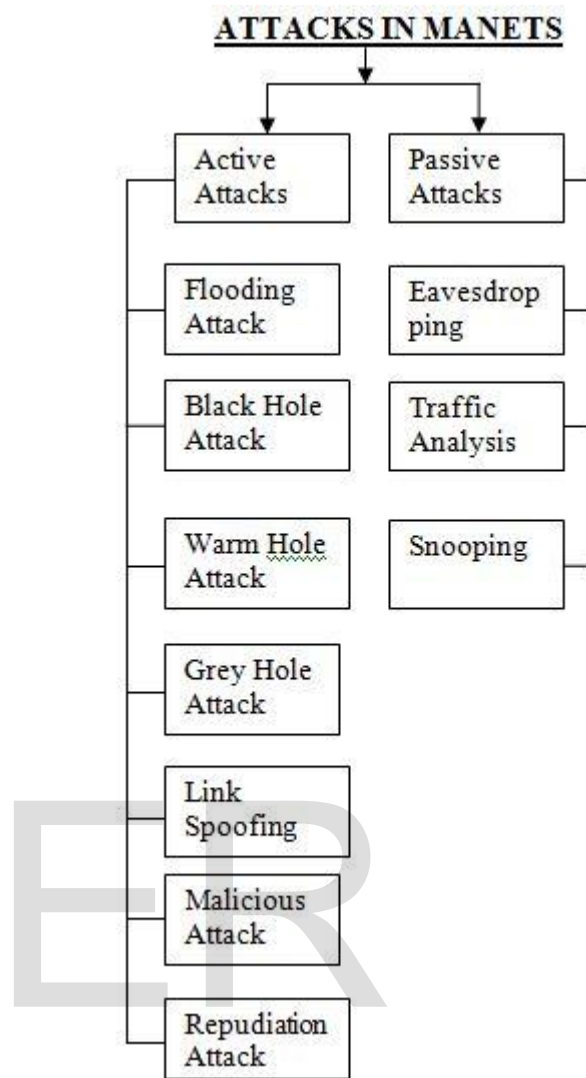 ATTACKS IN MANETS
Active
Attacks
Passive
Attacks
Flooding
Attack
Eavesdrop
ping
Black Hole
Attack
Traffic
Analysis
Warm Hole
Attack
Snooping
Grey Hole
Attack
Link
Spoofing
Malicious
Attack
Repudiation
Attack
ER